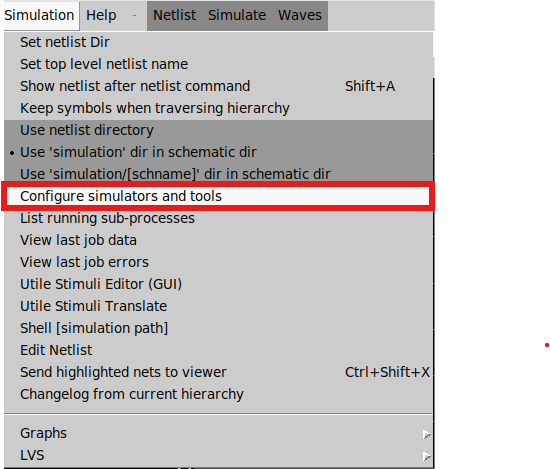 Simulation Help - Netlist Simulate Waves
Set netlist Dir
Set top level netlist name
Show netlist after netlist command Shift+A
Keep symbols when traversing hierarchy
Use netlist directory
Use 'simulation' dir in schematic dir
Use 'simulation/[schname]' dir in schematic dir
Configure simulators and tools
List running sub-processes
View last job data
View last job errors
Utile Stimuli Editor (GUI)
Utile Stimuli Translate
Shell [simulation path]
Edit Netlist
Send highlighted nets to viewer Ctrl+Shift+X
Changelog from current hierarchy
Graphs
LVS